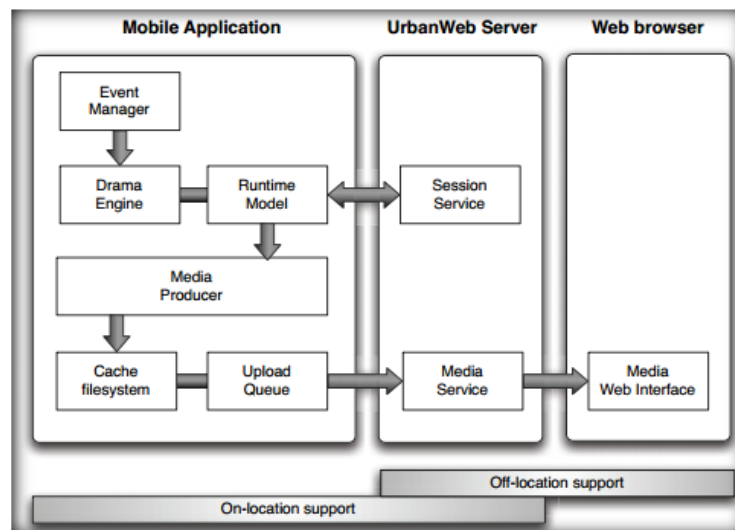 Mobile Application
UrbanWeb Server
Web browser
Event
Manager
Drama
Engine
Runtime
Model
Session
Service
Media
Producer
Cache
filesystem
Upload
Queue
Media
Service
Media
Web Interface
Off-location support
On-location support